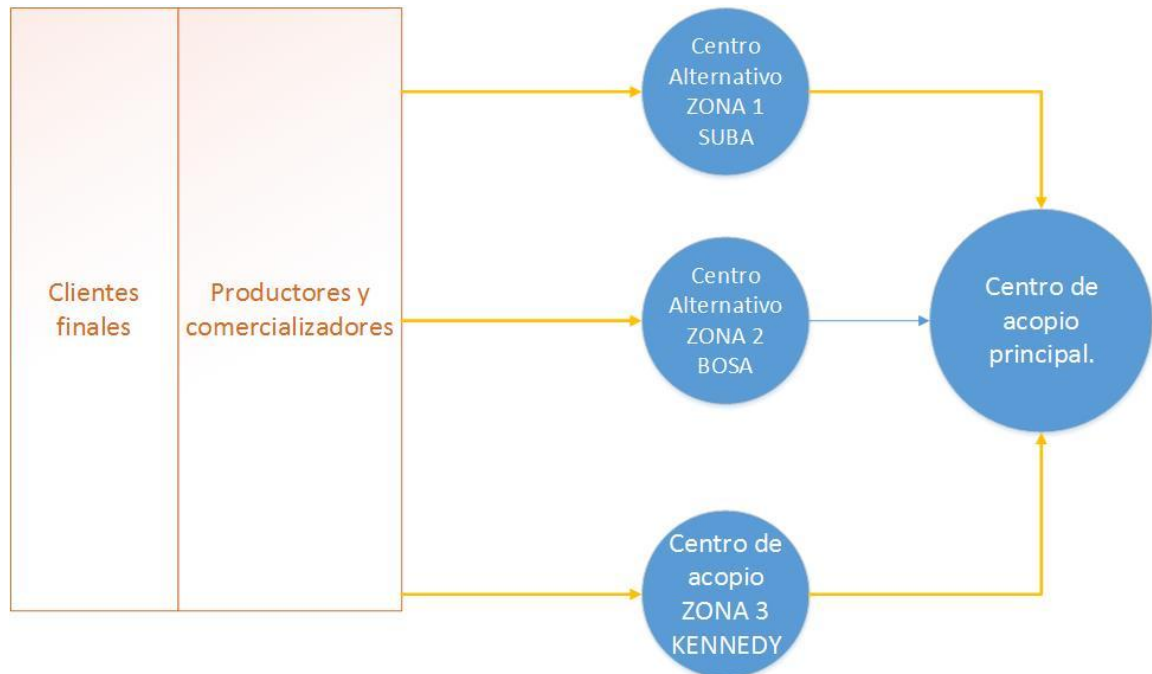 Clientes
finales
Productores y
comercializadores
Centro
Alternativo
ZONA 1
SUBA
Centro
Alternativo
ZONA 2
BOSA
Centro de
acopio
ZONA 3
KENNEDY
Centro de
acopio
principal.